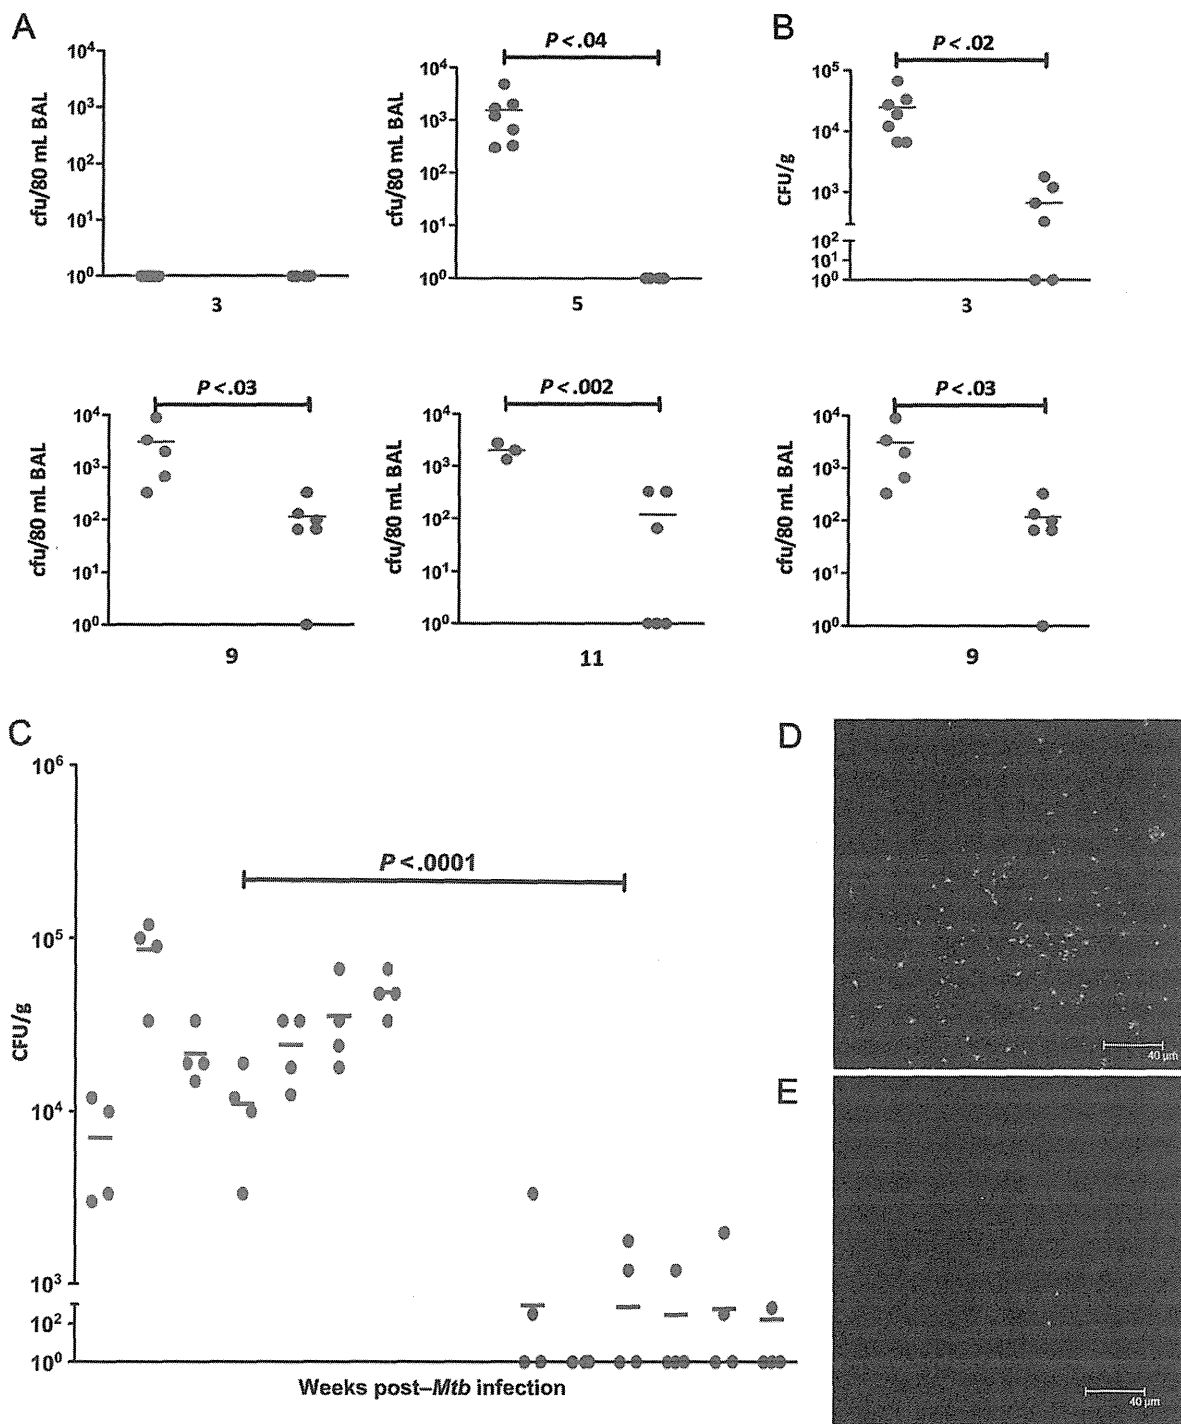 A
10⁴
10³
10²
10¹
10⁰
cfu/80 mL BAL
3
P < .04
10⁴
10³
10²
10¹
10⁰
cfu/80 mL BAL
5
B
P < .02
10⁵
10⁴
10³
10²
10¹
10⁰
CFU/g
3
P < .03
10⁴
10³
10²
10¹
10⁰
cfu/80 mL BAL
9
P < .002
10⁴
10³
10²
10¹
10⁰
cfu/80 mL BAL
11
P < .03
10⁴
10³
10²
10¹
10⁰
cfu/80 mL BAL
9
C
10⁶
10⁵
10⁴
10³
10²
10⁰
CFU/g
P < .0001
Weeks post–Mtb infection
D
40 µm
E
40 µm